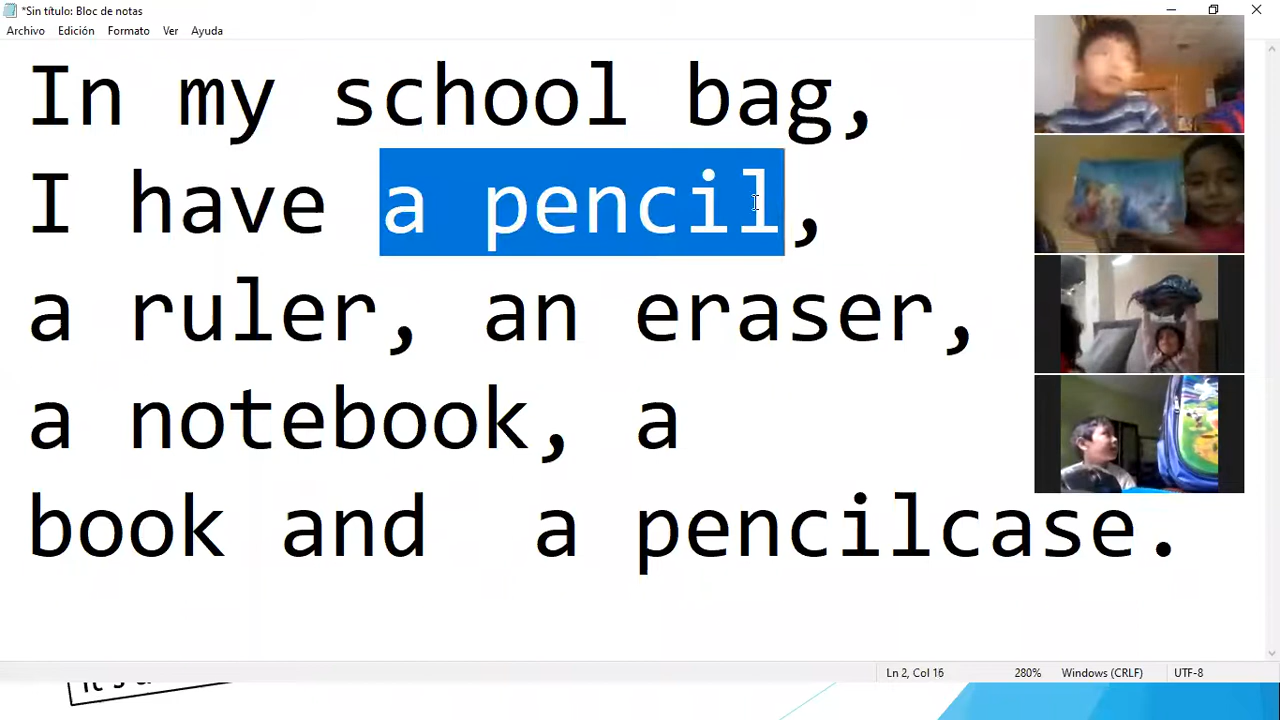 *Sin título: Bloc de notas
Archivo Edición Formato Ver Ayuda
In my school bag,
I have a pencil,
a ruler, an eraser,
a notebook, a
book and  a pencilcase.
Ln 2, Col 16 280% Windows (CRLF) UTF-8